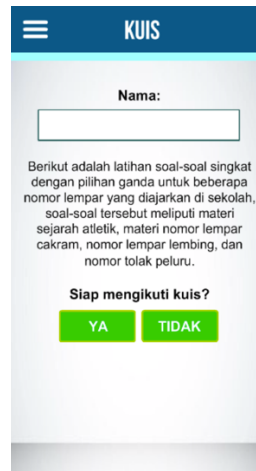 KUIS
Nama:
Berikut adalah latihan soal-soal singkat
dengan pilihan ganda untuk beberapa
nomor lempar yang diajarkan di sekolah,
soal-soal tersebut meliputi materi
sejarah atletik, materi nomor lempar
cakram, nomor lempar lembing, dan
nomor tolak peluru.
Siap mengikuti kuis?
YA TIDAK